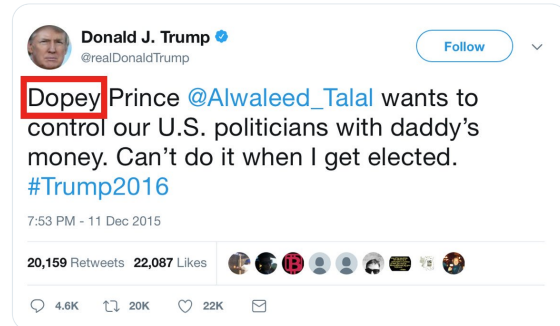 Donald J. Trump
@realDonaldTrump
Follow
Dopey Prince @Alwaleed_Talal wants to
control our U.S. politicians with daddy's
money. Can't do it when I get elected.
#Trump2016
7:53 PM - 11 Dec 2015
20,159 Retweets 22,087 Likes
4.6K 20K 22K